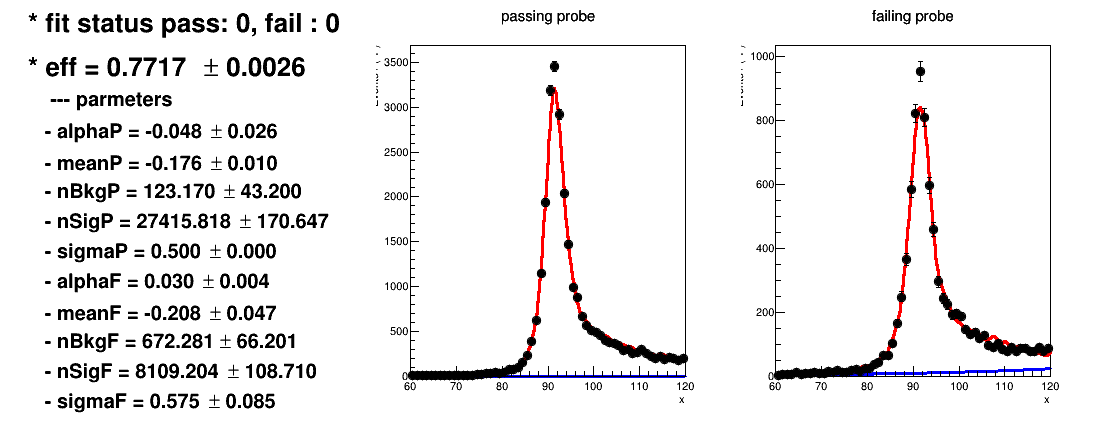 * fit status pass: 0, fail : 0
* eff = 0.7717 ± 0.0026
--- parmeters
- alphaP = -0.048 ± 0.026
- meanP = -0.176 ± 0.010
- nBkgP = 123.170 ± 43.200
- nSigP = 27415.818 ± 170.647
- sigmaP = 0.500 ± 0.000
- alphaF = 0.030 ± 0.004
- meanF = -0.208 ± 0.047
- nBkgF = 672.281 ± 66.201
- nSigF = 8109.204 ± 108.710
- sigmaF = 0.575 ± 0.085
passing probe
3500
3000
2500
2000
1500
1000
500
0
60 70 80 90 100 110 120
x
failing probe
1000
800
600
400
200
0
60 70 80 90 100 110 120
x